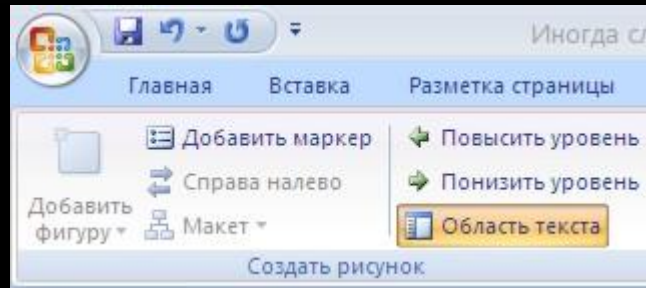 Иногда сл
Главная Вставка Разметка страницы
Добавить фигуру
Добавить маркер
Справа налево
Макет
Повысить уровень
Понизить уровень
Область текста
Создать рисунок